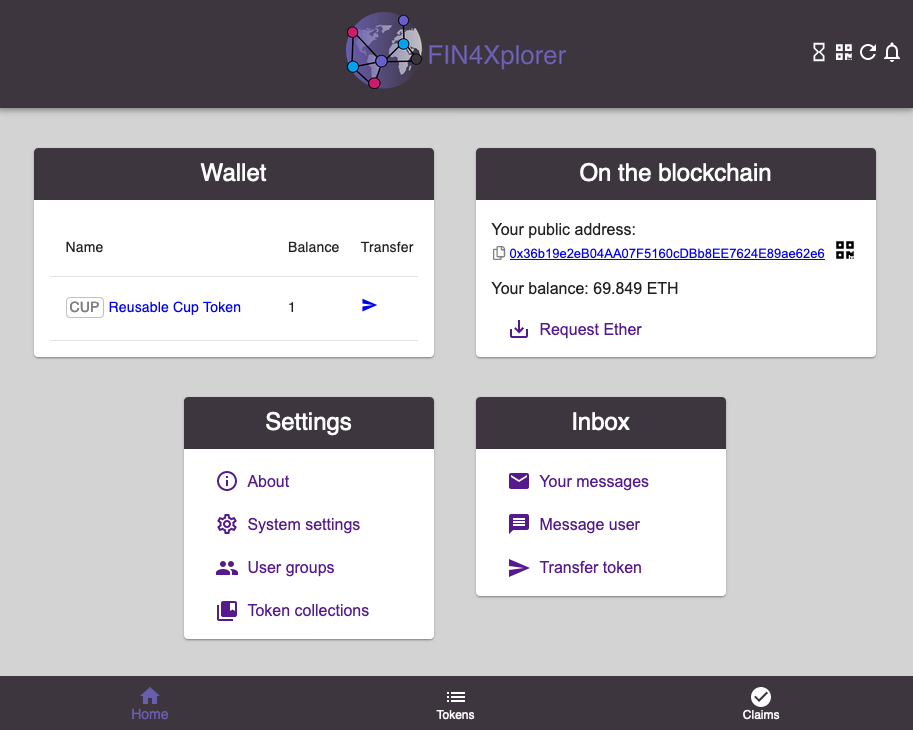 FIN4Xplorer
Wallet
Name Balance Transfer
CUP Reusable Cup Token 1
On the blockchain
Your public address:
0x36b19e2eB04AA07F5160cDBb8EE7624E89ae62e6
Your balance: 69.849 ETH
Request Ether
Settings
About
System settings
User groups
Token collections
Inbox
Your messages
Message user
Transfer token
Home Tokens Claims